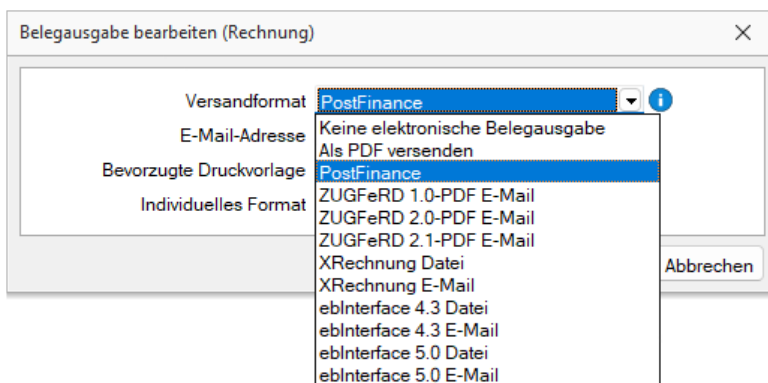 Belegausgabe bearbeiten (Rechnung)
Versandformat PostFinance
E-Mail-Adresse
Bevorzugte Druckvorlage
Individuelles Format
Keine elektronische Belegausgabe
Als PDF versenden
PostFinance
ZUGFeRD 1.0-PDF E-Mail
ZUGFeRD 2.0-PDF E-Mail
ZUGFeRD 2.1-PDF E-Mail
XRechnung Datei
XRechnung E-Mail
ebInterface 4.3 Datei
ebInterface 4.3 E-Mail
ebInterface 5.0 Datei
ebInterface 5.0 E-Mail
Abbrechen